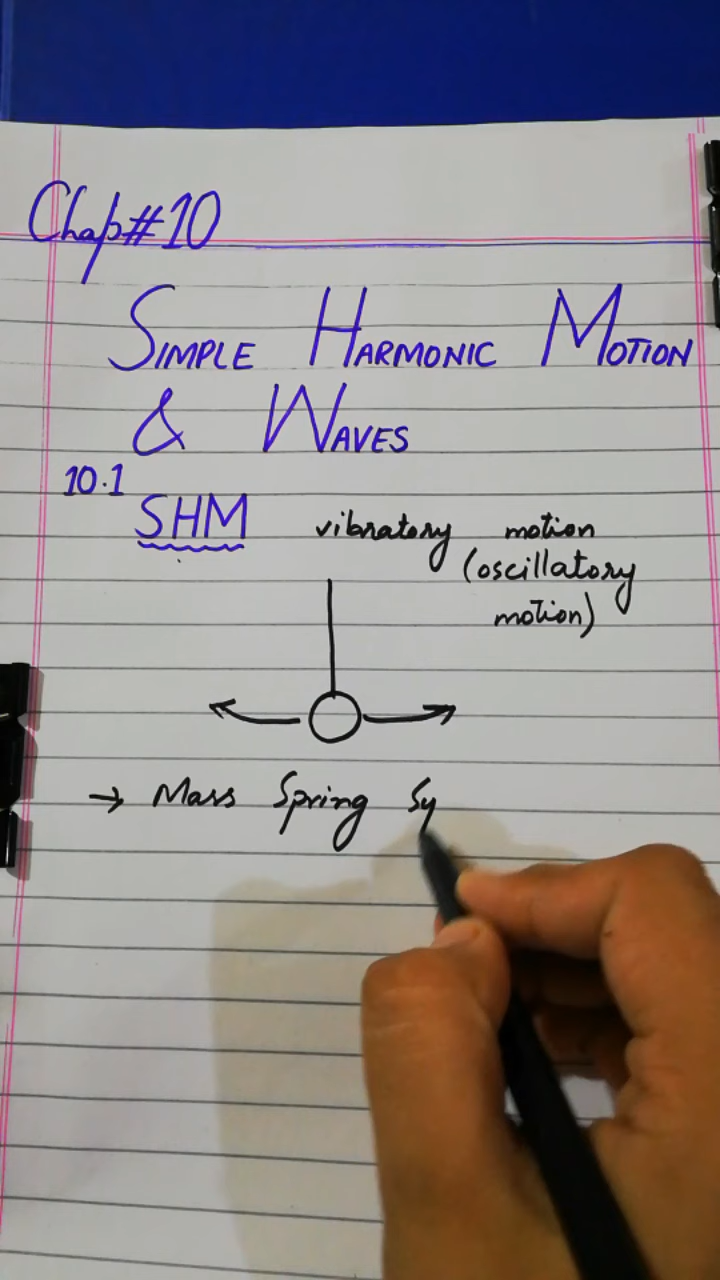 Chap#10
SIMPLE HARMONIC MOTION
& WAVES
10.1
SHM vibratory motion
(oscillatory
motion)
→ Mass Spring Sy